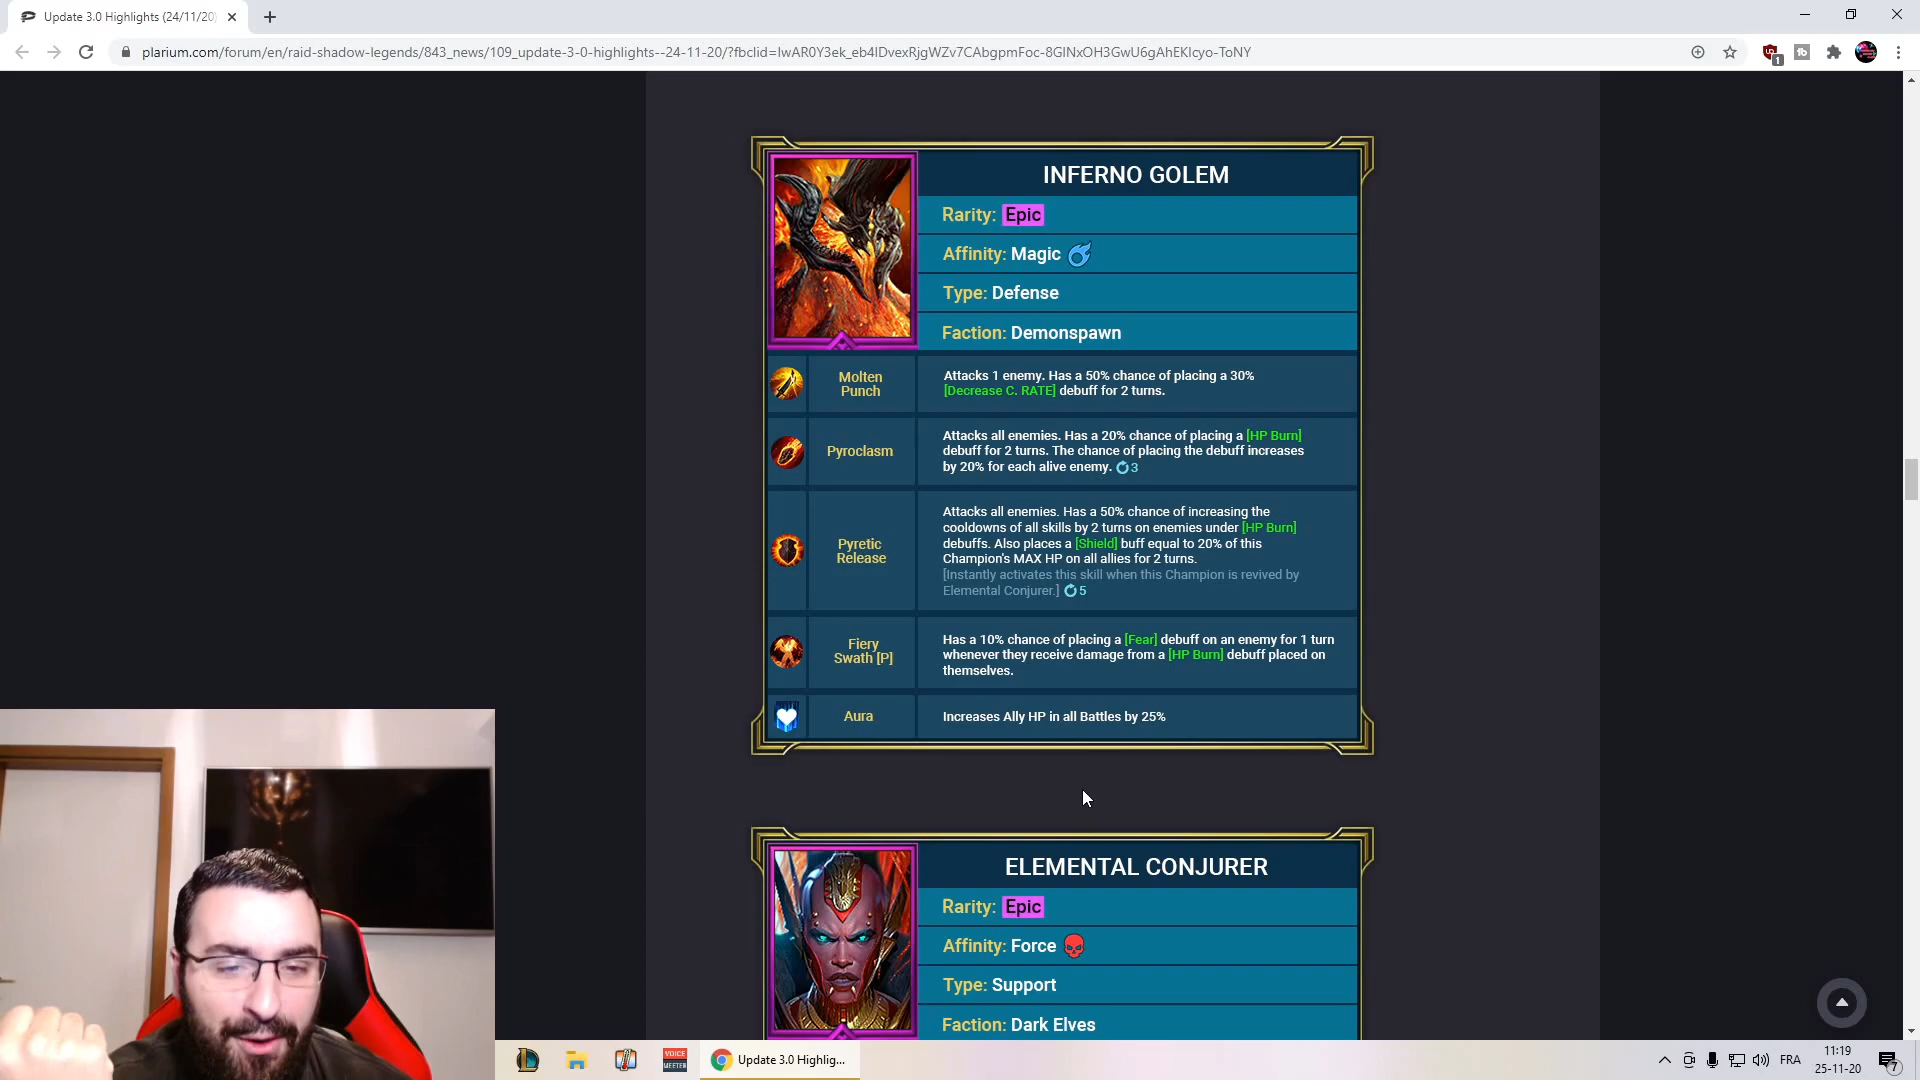 Update 3.0 Highlights (24/11/20)
plarium.com/forum/en/raid-shadow-legends/843_news/109_update-3-0-highlights--24-11-20/?fbclid=IwAR0Y3ek_eb4lDvexRjgWZv7CAbgpmFoc-8GlNxOH3GwU6gAhEKlcyo-ToNY
1
INFERNO GOLEM
Rarity: Epic
Affinity: Magic
Type: Defense
Faction: Demonspawn
Molten
Punch
Attacks 1 enemy. Has a 50% chance of placing a 30%
[Decrease C. RATE] debuff for 2 turns.
Pyroclasm
Attacks all enemies. Has a 20% chance of placing a [HP Burn]
debuff for 2 turns. The chance of placing the debuff increases
by 20% for each alive enemy. 3
Pyretic
Release
Attacks all enemies. Has a 50% chance of increasing the
cooldowns of all skills by 2 turns on enemies under [HP Burn]
debuffs. Also places a [Shield] buff equal to 20% of this
Champion's MAX HP on all allies for 2 turns.
[Instantly activates this skill when this Champion is revived by
Elemental Conjurer.] 5
Fiery
Swath [P]
Has a 10% chance of placing a [Fear] debuff on an enemy for 1 turn
whenever they receive damage from a [HP Burn] debuff placed on
themselves.
Aura
Increases Ally HP in all Battles by 25%
ELEMENTAL CONJURER
Rarity: Epic
Affinity: Force
Type: Support
Faction: Dark Elves
VOICE
MEETER
Update 3.0 Highlig...
FRA
11:19
25-11-20
7